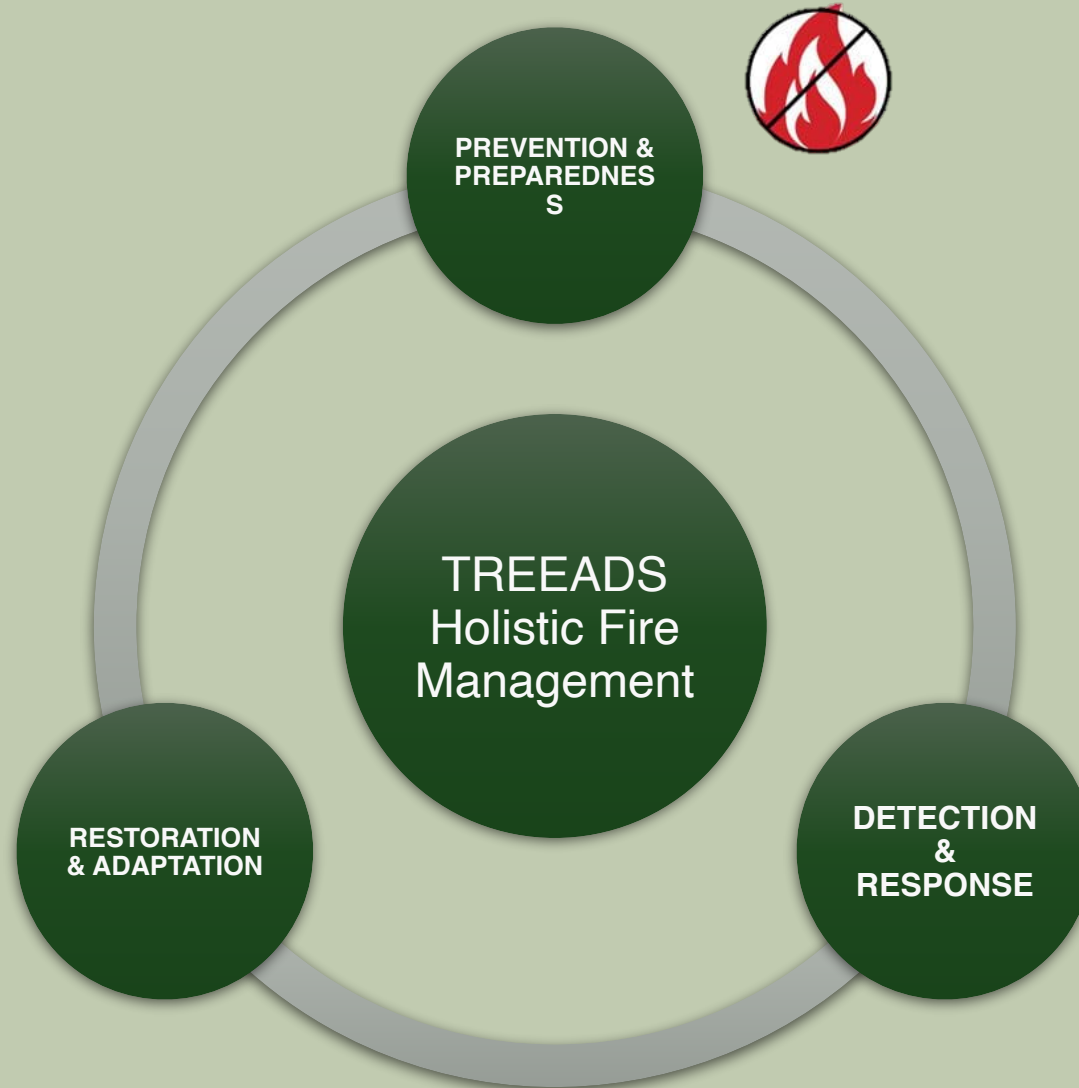 PREVENTION &
PREPAREDNES
S
TREEADS
Holistic Fire
Management
RESTORATION
& ADAPTATION
DETECTION
&
RESPONSE